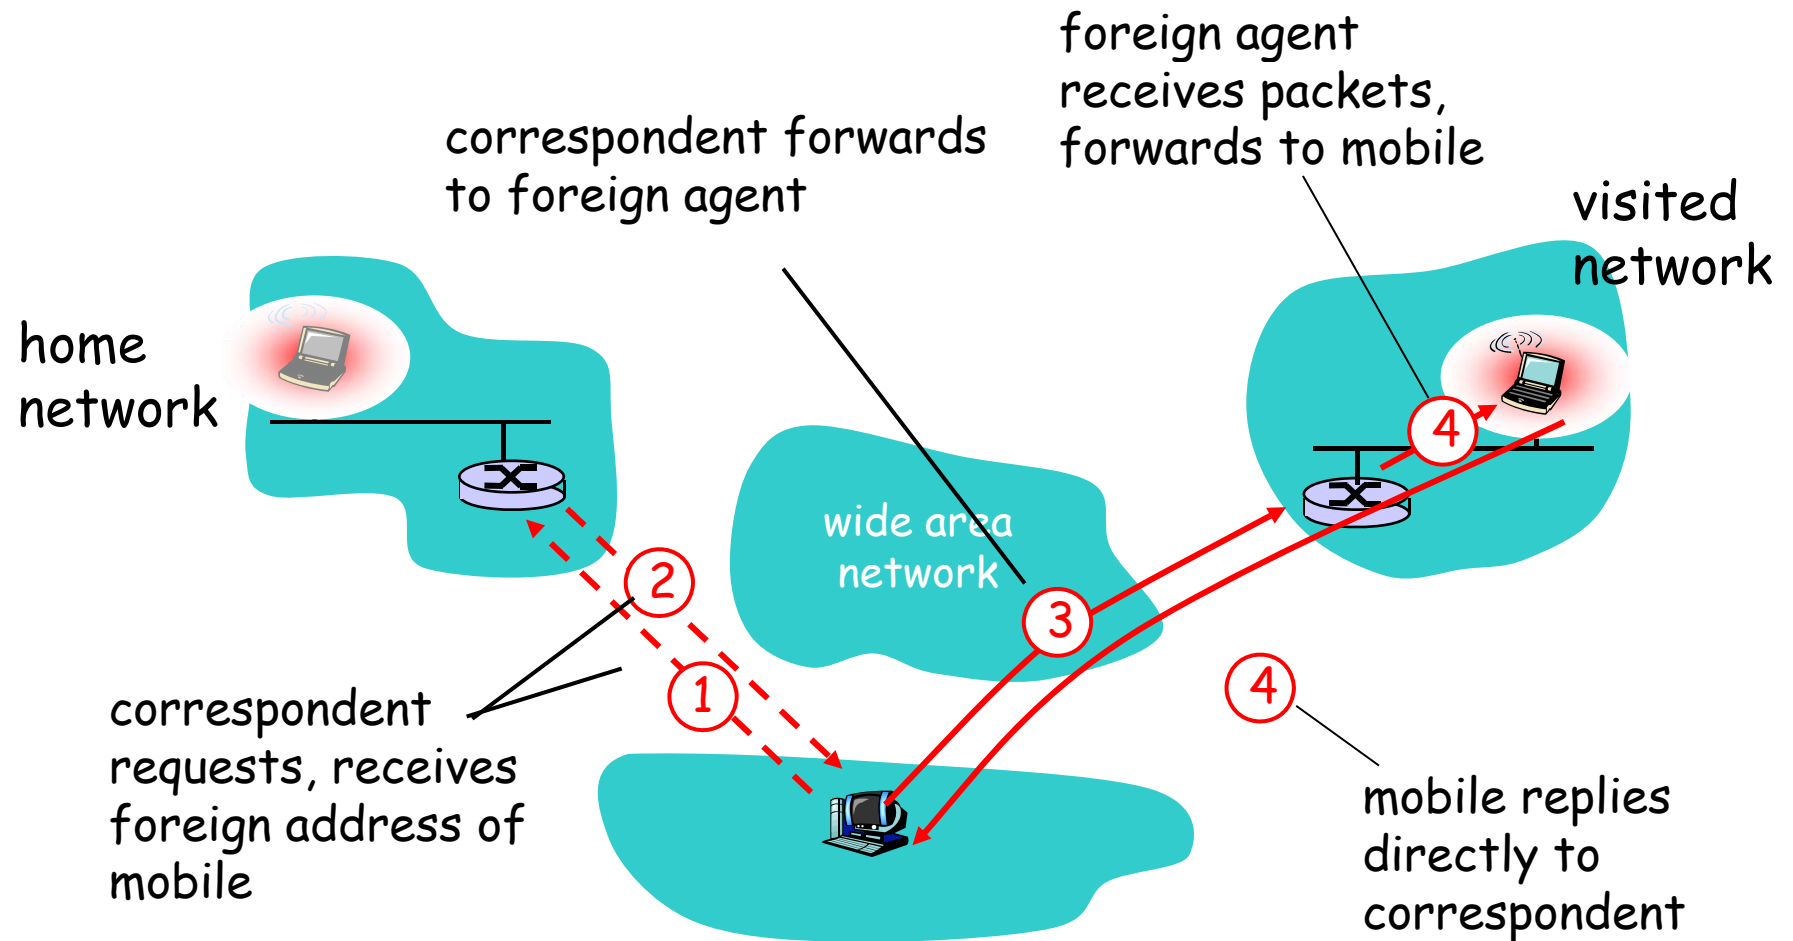 foreign agent
receives packets,
forwards to mobile
correspondent forwards
to foreign agent
visited
network
home
network
4
wide area
network
2
3
1
4
correspondent
requests, receives
foreign address of
mobile
mobile replies
directly to
correspondent